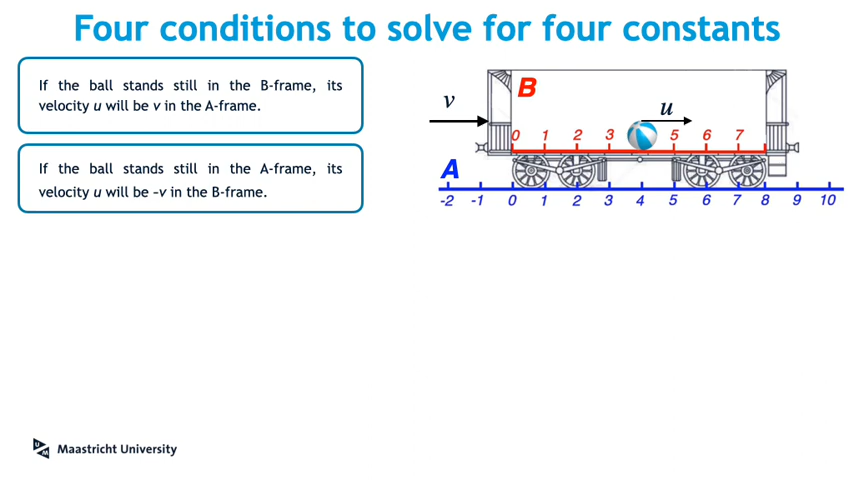 Four conditions to solve for four constants
If the ball stands still in the B-frame, its
velocity u will be v in the A-frame.
If the ball stands still in the A-frame, its
velocity u will be -v in the B-frame.
v
B
u
0 1 2 3 5 6 7
A
-2 -1 0 1 2 3 4 5 6 7 8 9 10
UM
Maastricht University